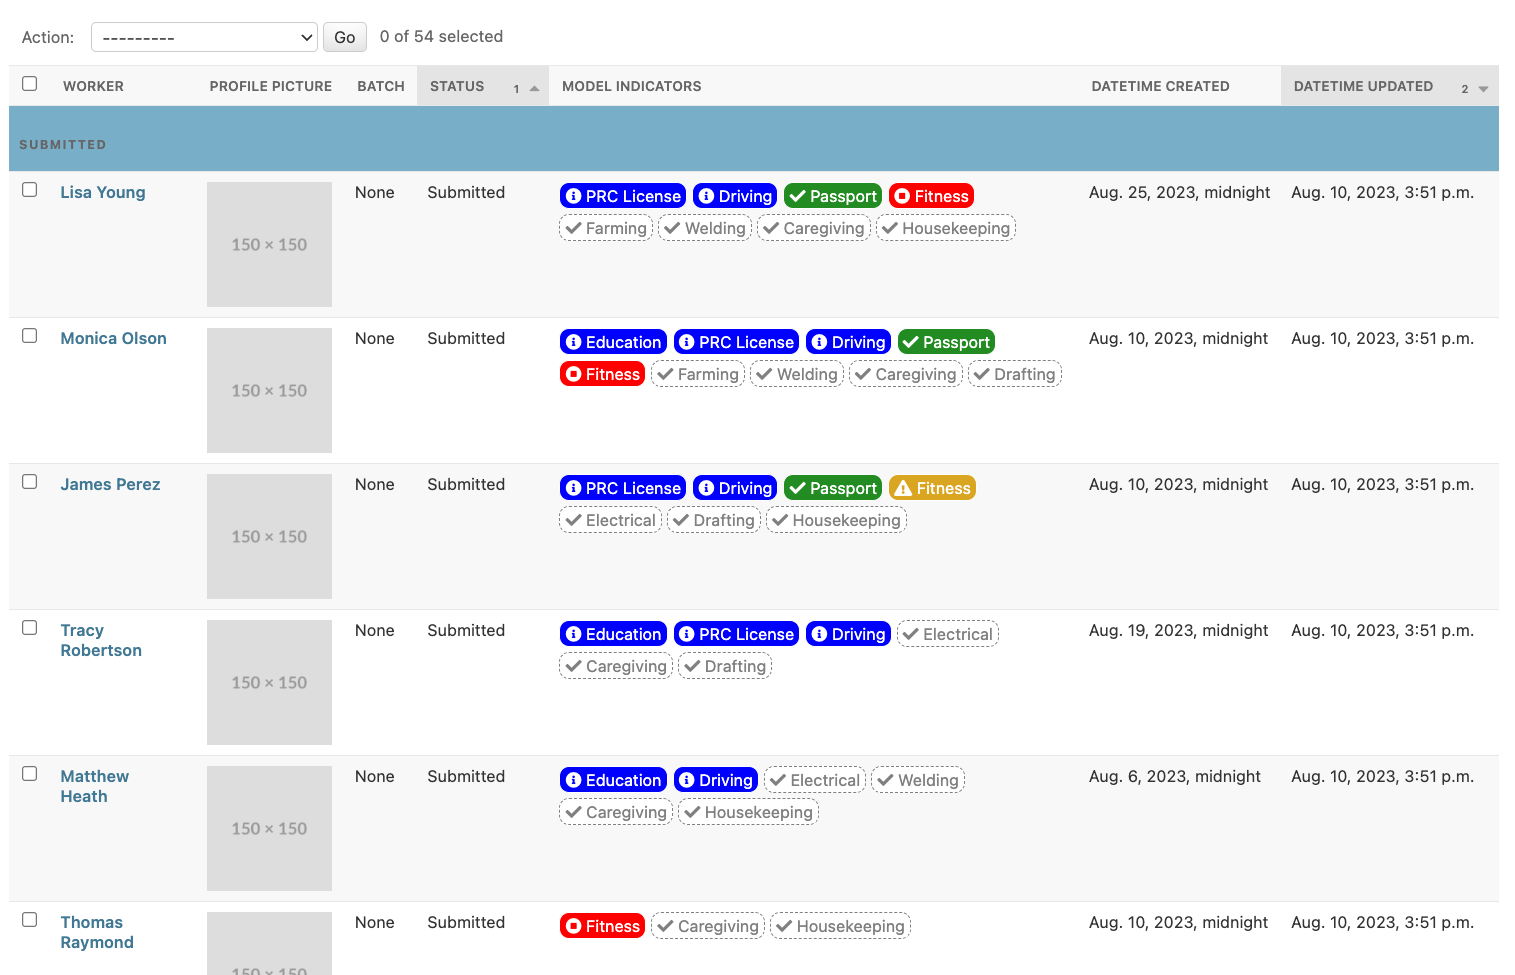 Action: --------- Go 0 of 54 selected
WORKER PROFILE PICTURE BATCH STATUS 1 MODEL INDICATORS DATETIME CREATED DATETIME UPDATED 2
SUBMITTED
Lisa Young None Submitted PRC License Driving Passport Fitness Aug. 25, 2023, midnight Aug. 10, 2023, 3:51 p.m.
Farming Welding Caregiving Housekeeping
150 × 150
Monica Olson None Submitted Education PRC License Driving Passport Aug. 10, 2023, midnight Aug. 10, 2023, 3:51 p.m.
Fitness Farming Welding Caregiving Drafting
150 × 150
James Perez None Submitted PRC License Driving Passport Fitness Aug. 10, 2023, midnight Aug. 10, 2023, 3:51 p.m.
Electrical Drafting Housekeeping
150 × 150
Tracy None Submitted Education PRC License Driving Electrical Aug. 19, 2023, midnight Aug. 10, 2023, 3:51 p.m.
Robertson Caregiving Drafting
150 × 150
Matthew None Submitted Education Driving Electrical Welding Aug. 6, 2023, midnight Aug. 10, 2023, 3:51 p.m.
Heath Caregiving Housekeeping
150 × 150
Thomas None Submitted Fitness Caregiving Housekeeping Aug. 10, 2023, midnight Aug. 10, 2023, 3:51 p.m.
Raymond
150 × 150